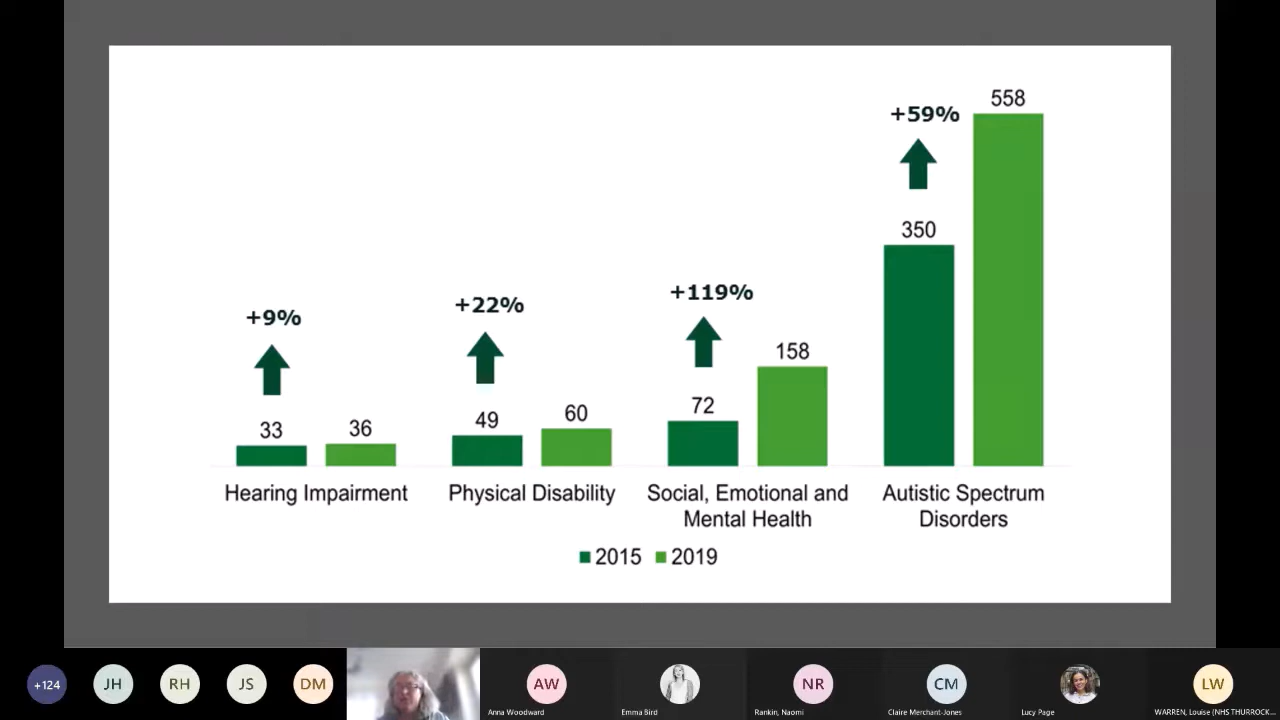 558
+59%
350
+119%
+22%
+9%
158
72
60
49
36
33
Hearing Impairment
Physical Disability
Social, Emotional and
Mental Health
Autistic Spectrum
Disorders
2015 2019
+124
JH
RH
JS
DM
AW
NR
CM
LW
Anna Woodward
Emma Bird
Rankin, Naomi
Claire Merchant-Jones
Lucy Page
WARREN, Louise (NHS THURROCK...